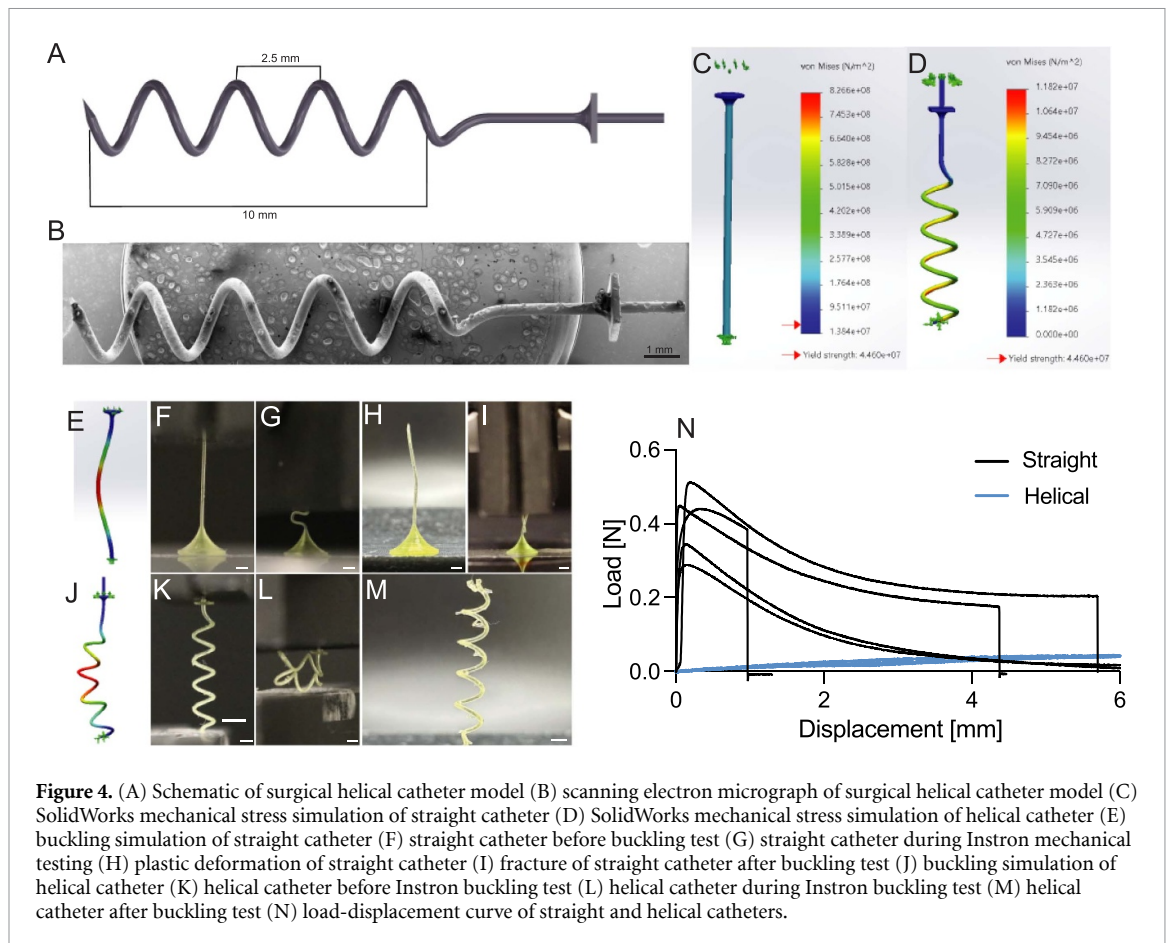 A
2.5 mm
10 mm
B
1 mm
C
von Mises (N/m^2)
8.266e+08
7.453e+08
6.640e+08
5.828e+08
5.015e+08
4.202e+08
3.389e+08
2.577e+08
1.764e+08
9.511e+07
1.384e+07
Yield strength: 4.460e+07
D
von Mises (N/m^2)
1.182e+07
1.064e+07
9.454e+06
8.272e+06
7.090e+06
5.909e+06
4.727e+06
3.545e+06
2.363e+06
1.182e+06
0.000e+00
Yield strength: 4.460e+07
E
F
G
H
I
J
K
L
M
N
0.6
0.4
0.2
0.0
Load [N]
Straight
Helical
0
2
4
6
Displacement [mm]
Figure 4. (A) Schematic of surgical helical catheter model (B) scanning electron micrograph of surgical helical catheter model (C)
SolidWorks mechanical stress simulation of straight catheter (D) SolidWorks mechanical stress simulation of helical catheter (E)
buckling simulation of straight catheter (F) straight catheter before buckling test (G) straight catheter during Instron mechanical
testing (H) plastic deformation of straight catheter (I) fracture of straight catheter after buckling test (J) buckling simulation of
helical catheter (K) helical catheter before Instron buckling test (L) helical catheter during Instron buckling test (M) helical
catheter after buckling test (N) load-displacement curve of straight and helical catheters.